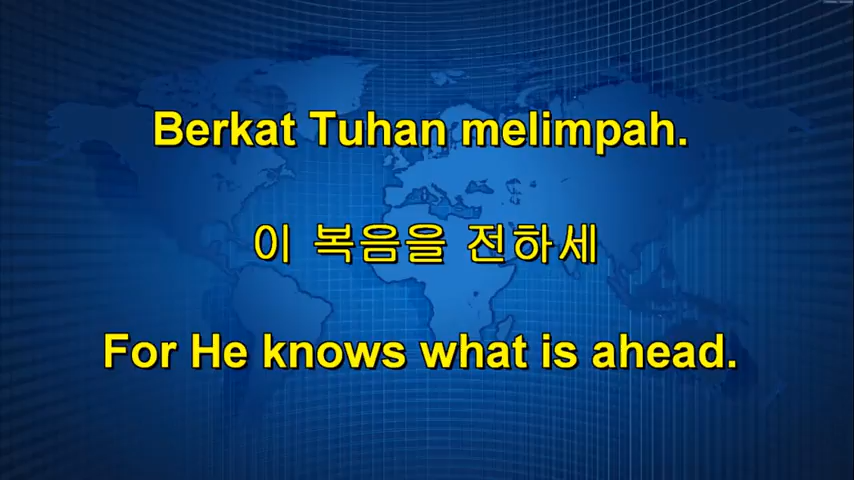 Berkat Tuhan melimpah.
이 복음을 전하세
For He knows what is ahead.